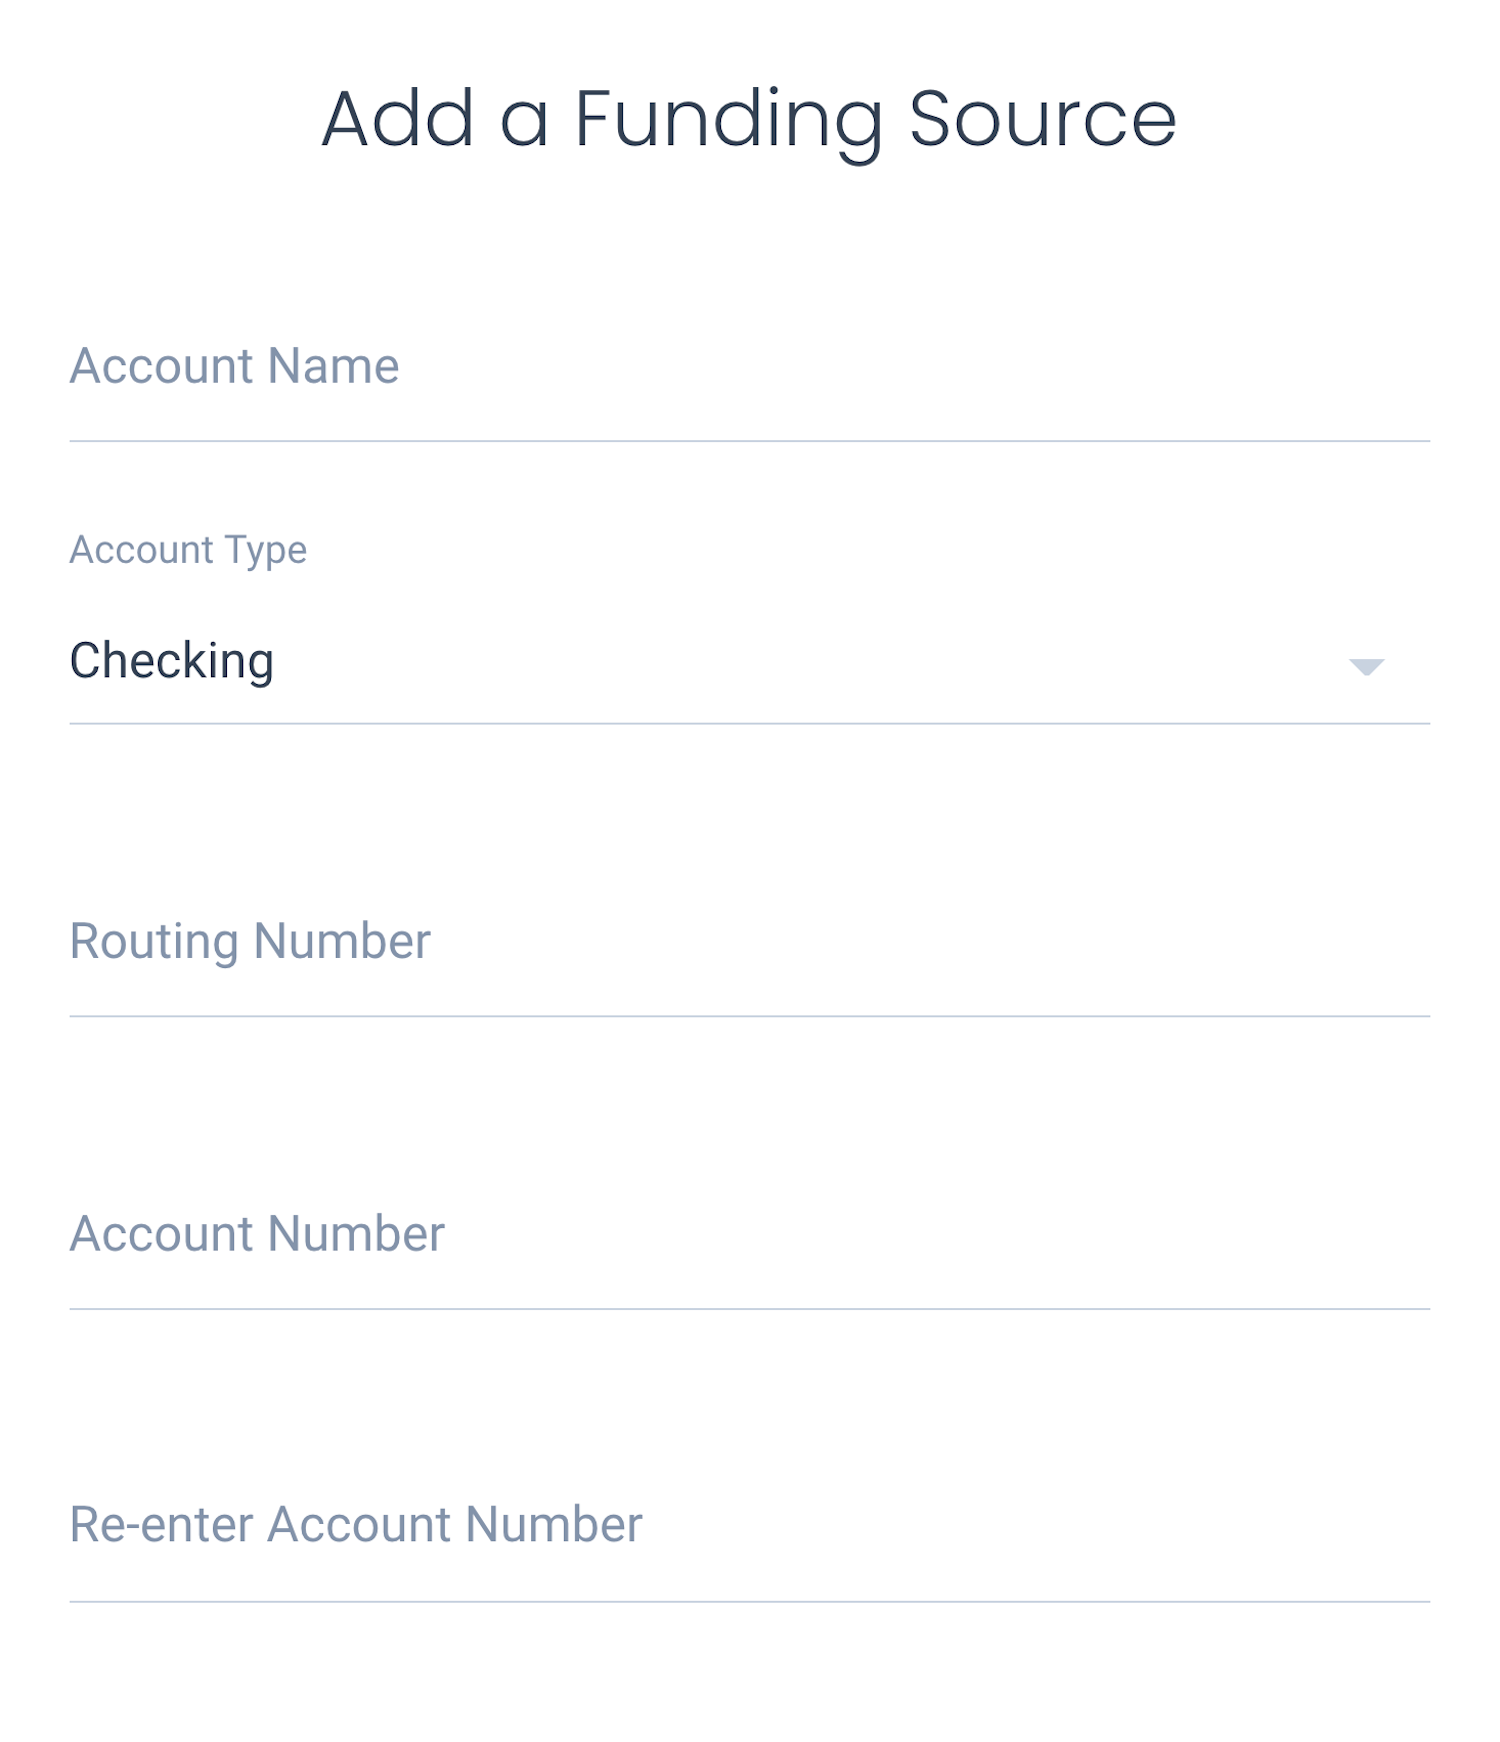 Add a Funding Source
Account Name
Account Type
Checking
Routing Number
Account Number
Re-enter Account Number